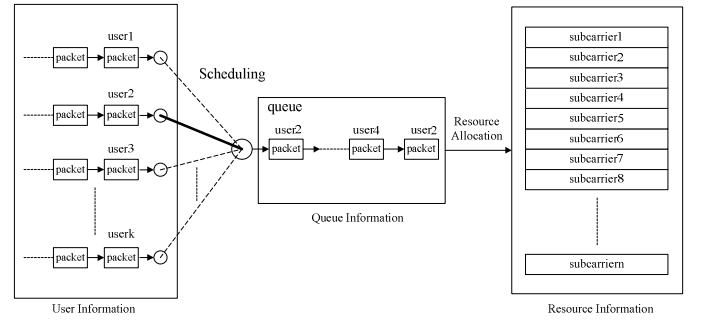 user1
packet packet
user2
packet packet
user3
packet packet
userk
packet packet
User Information
Scheduling
queue
user2 user4 user2
packet packet packet
Queue Information
Resource
Allocation
subcarrier1
subcarrier2
subcarrier3
subcarrier4
subcarrier5
subcarrier6
subcarrier7
subcarrier8
subcarriern
Resource Information